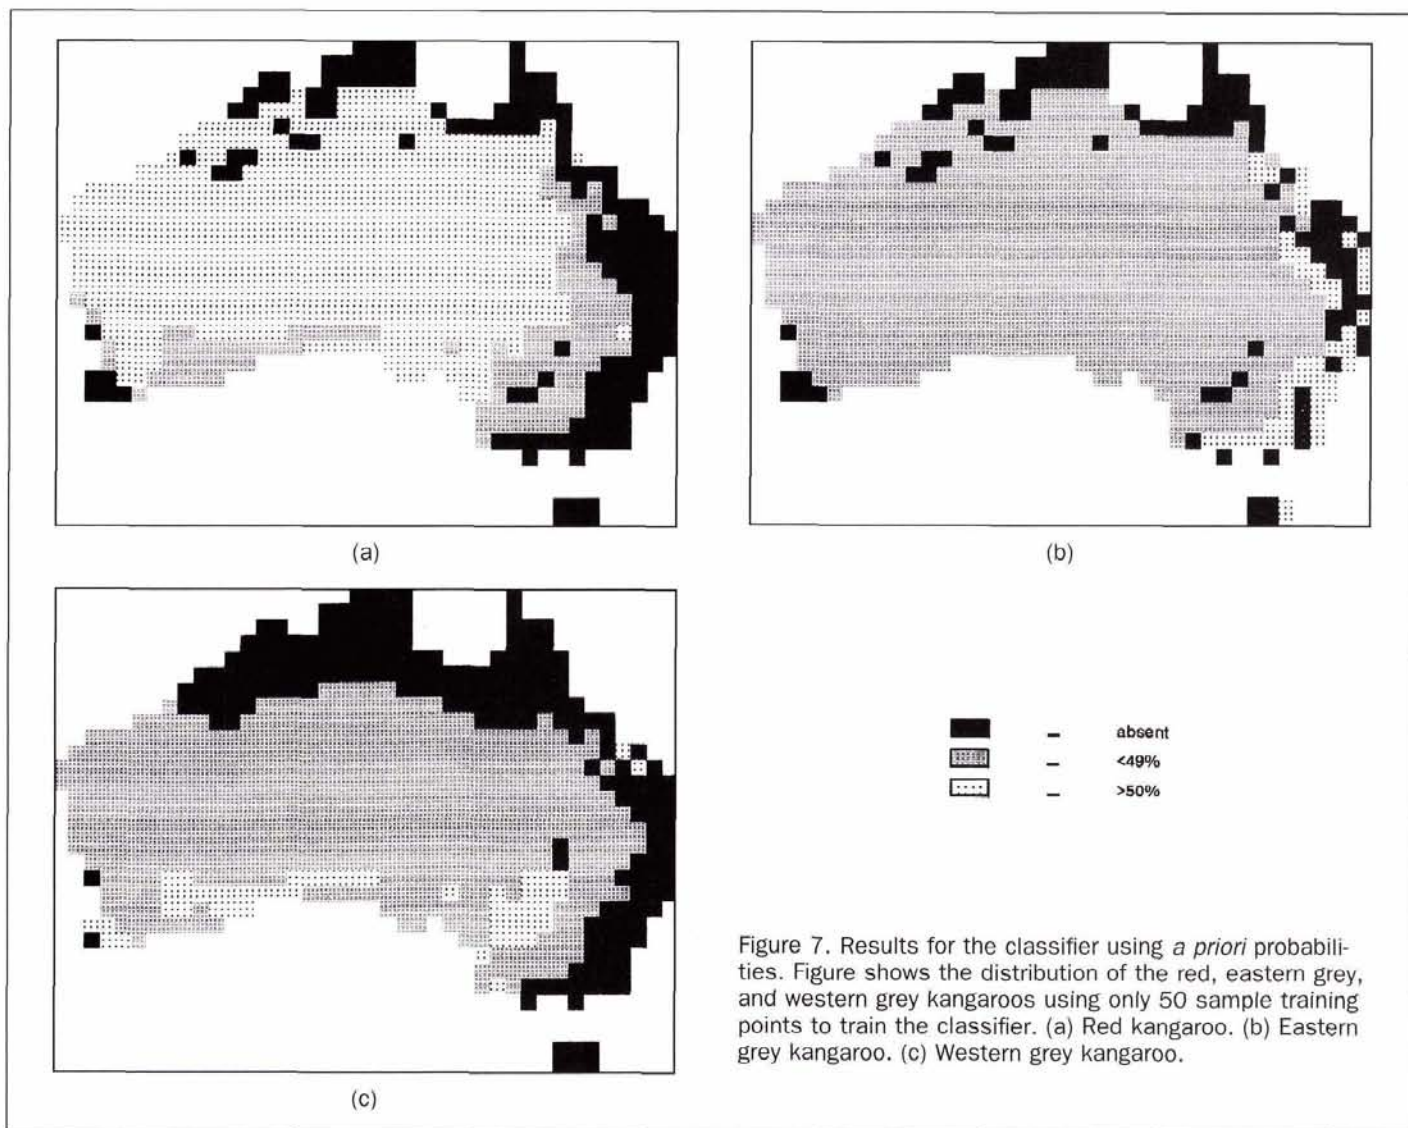 (a)
(b)
(c)
– absent
– <49%
– >50%
Figure 7. Results for the classifier using a priori probabili-
ties. Figure shows the distribution of the red, eastern grey,
and western grey kangaroos using only 50 sample training
points to train the classifier. (a) Red kangaroo. (b) Eastern
grey kangaroo. (c) Western grey kangaroo.